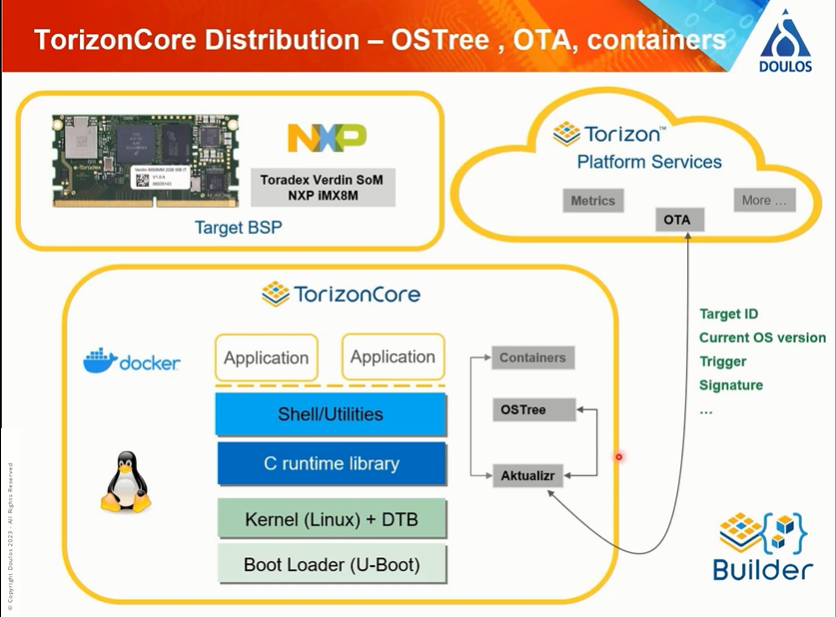 TorizonCore Distribution – OSTree , OTA, containers
DOULOS
NXP
Toradex Verdin SoM
NXP iMX8M
Target BSP
Torizon™
Platform Services
Metrics
OTA
More ...
TorizonCore
docker
Application
Application
Shell/Utilities
C runtime library
Kernel (Linux) + DTB
Boot Loader (U-Boot)
Containers
OSTree
Aktualizr
Target ID
Current OS version
Trigger
Signature
...
Builder
© Copyright Doulos 2023 - All Rights Reserved